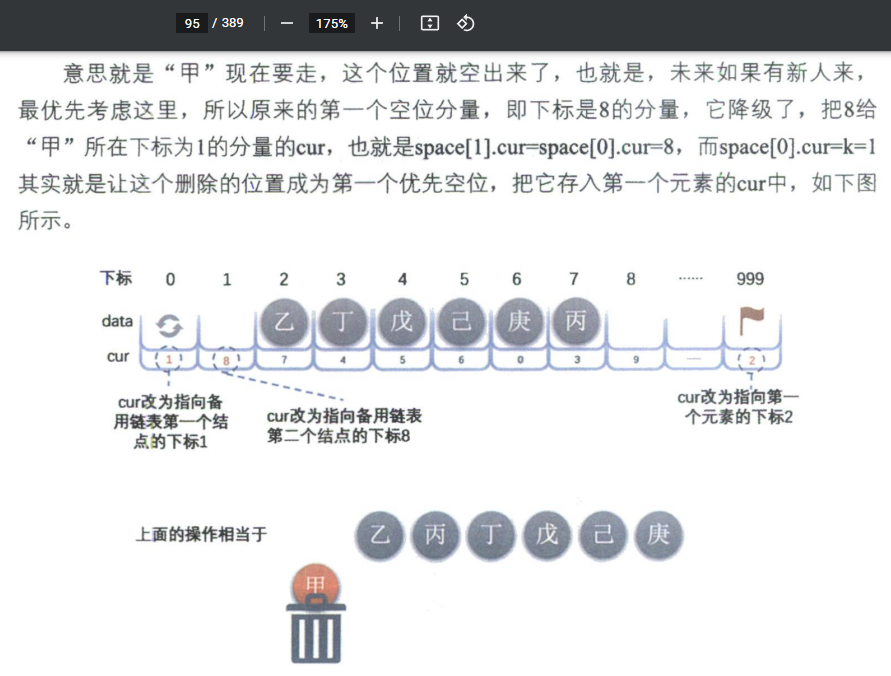 95 / 389 175%
意思就是“甲”现在要走，这个位置就空出来了，也就是，未来如果有新人来，
最优先考虑这里，所以原来的第一个空位分量，即下标是8的分量，它降级了，把8给
“甲”所在下标为1的分量的cur，也就是space[1].cur=space[0].cur=8，而space[0].cur=k=1
其实就是让这个删除的位置成为第一个优先空位，把它存入第一个元素的cur中，如下图
所示。
下标 0 1 2 3 4 5 6 7 8 …… 999
data 乙 丁 戊 己 庚 丙
cur 1 8 7 4 5 6 0 3 9 — 2
cur改为指向备
用链表第一个结
点的下标1
cur改为指向备用链表
第二个结点的下标8
cur改为指向第一
个元素的下标2
上面的操作相当于 乙 丙 丁 戊 己 庚
甲